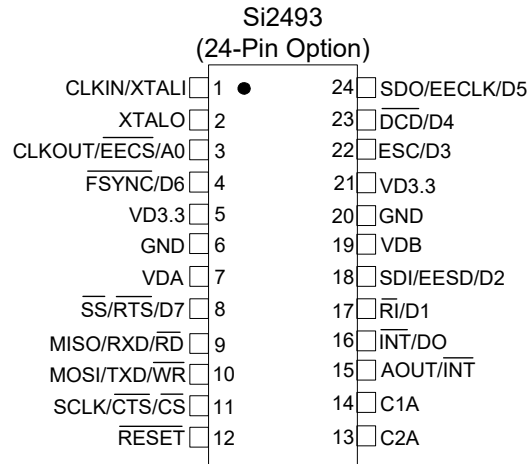 Si2493
(24-Pin Option)
CLKIN/XTALI 1 24 SDO/EECLK/D5
XTALO 2 23 DCD/D4
CLKOUT/EECS/A0 3 22 ESC/D3
FSYNC/D6 4 21 VD3.3
VD3.3 5 20 GND
GND 6 19 VDB
VDA 7 18 SDI/EESD/D2
SS/RTS/D7 8 17 RI/D1
MISO/RXD/RD 9 16 INT/DO
MOSI/TXD/WR 10 15 AOUT/INT
SCLK/CTS/CS 11 14 C1A
RESET 12 13 C2A